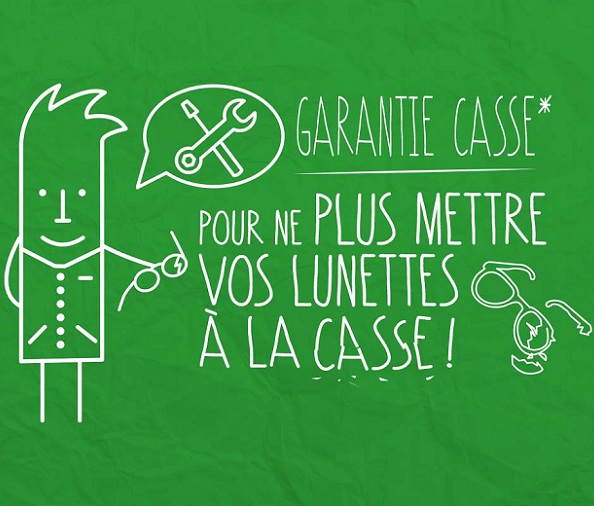 GARANTIE CASSE*
POUR NE PLUS METTRE
VOS LUNETTES
À LA CASSE !